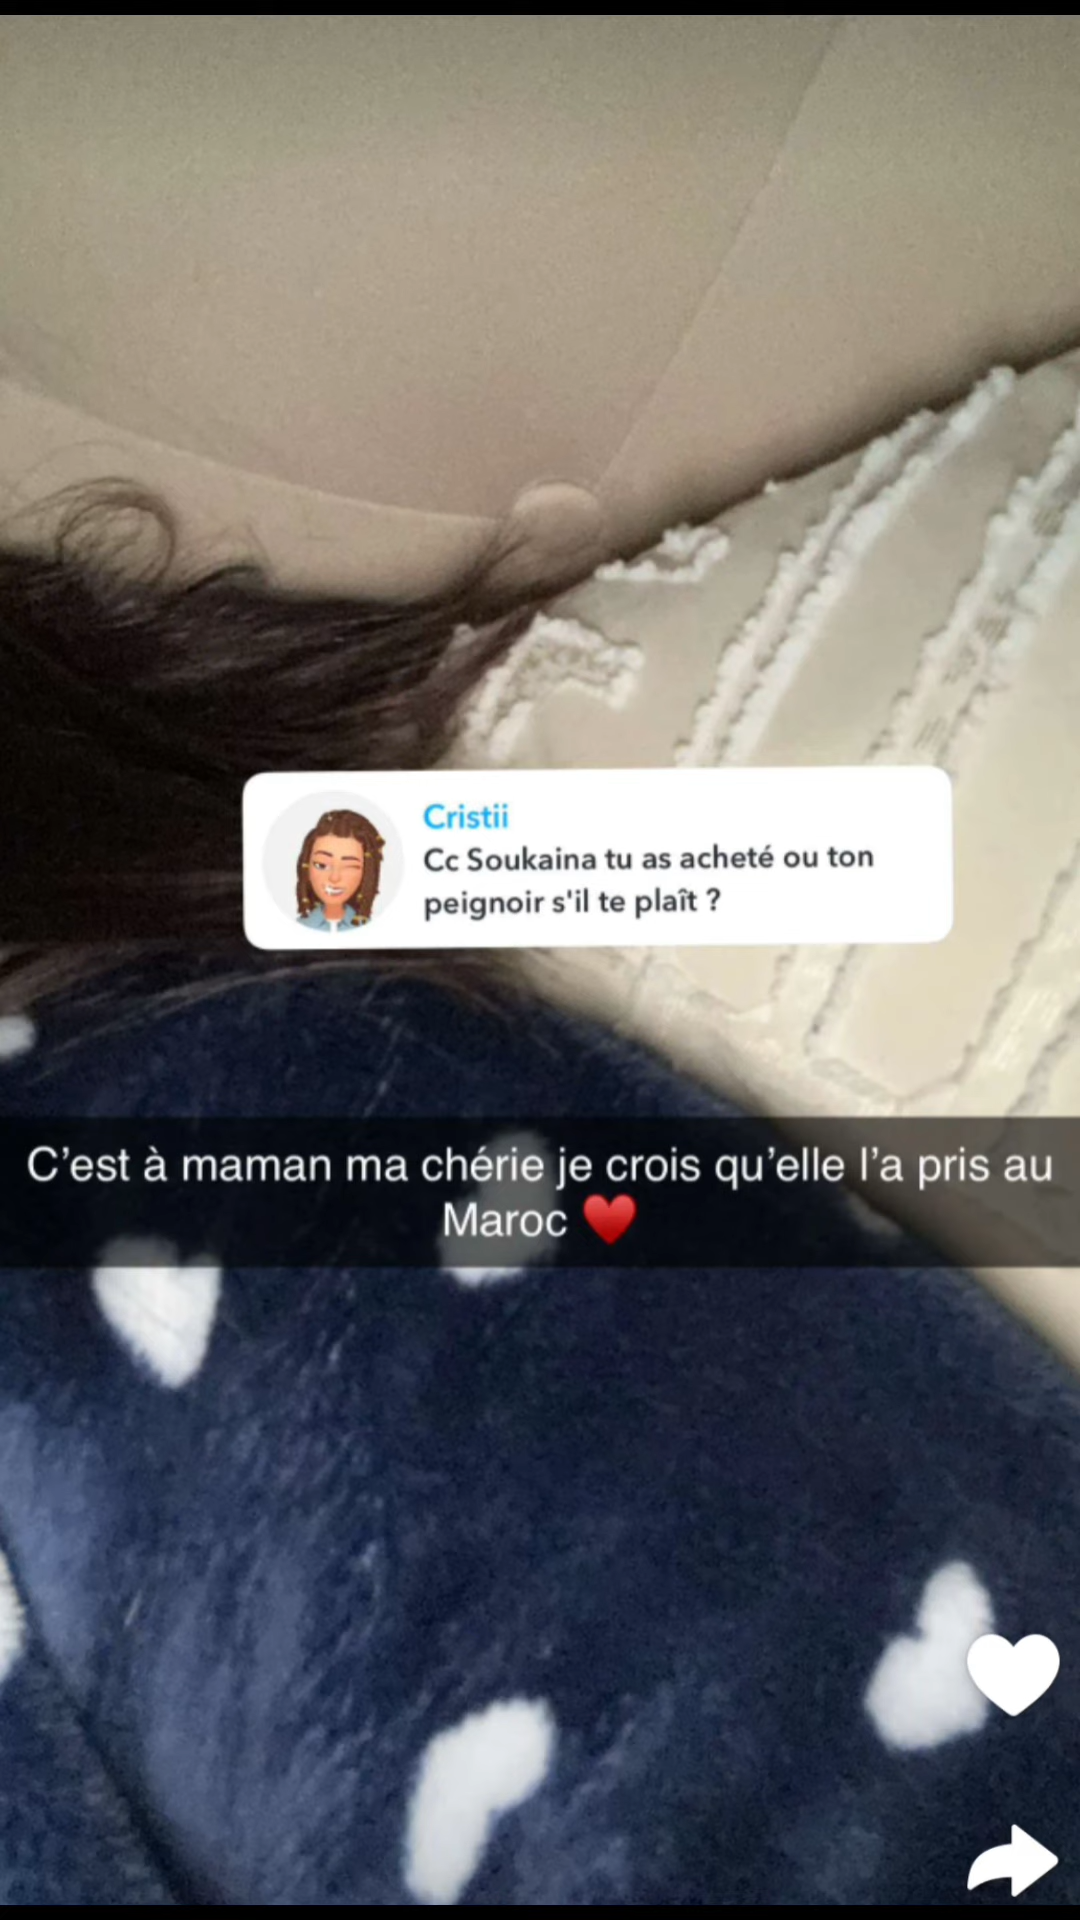 Cristii
Cc Soukaina tu as acheté ou ton
peignoir s'il te plaît ?
C’est à maman ma chérie je crois qu’elle l’a pris au
Maroc ❤️